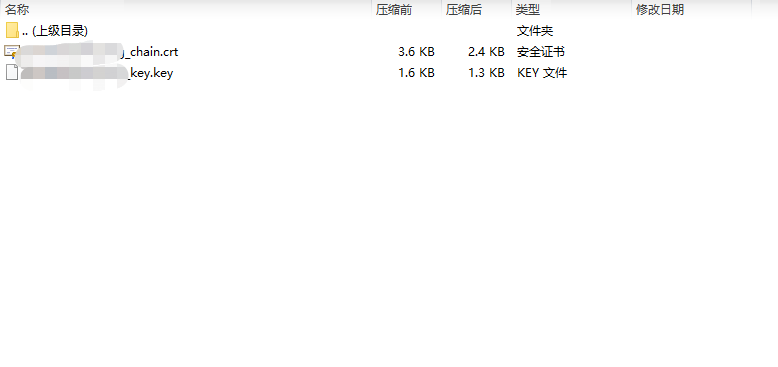 名称 压缩前 压缩后 类型 修改日期
.. (上级目录) 文件夹
_chain.crt 3.6 KB 2.4 KB 安全证书
_key.key 1.6 KB 1.3 KB KEY 文件